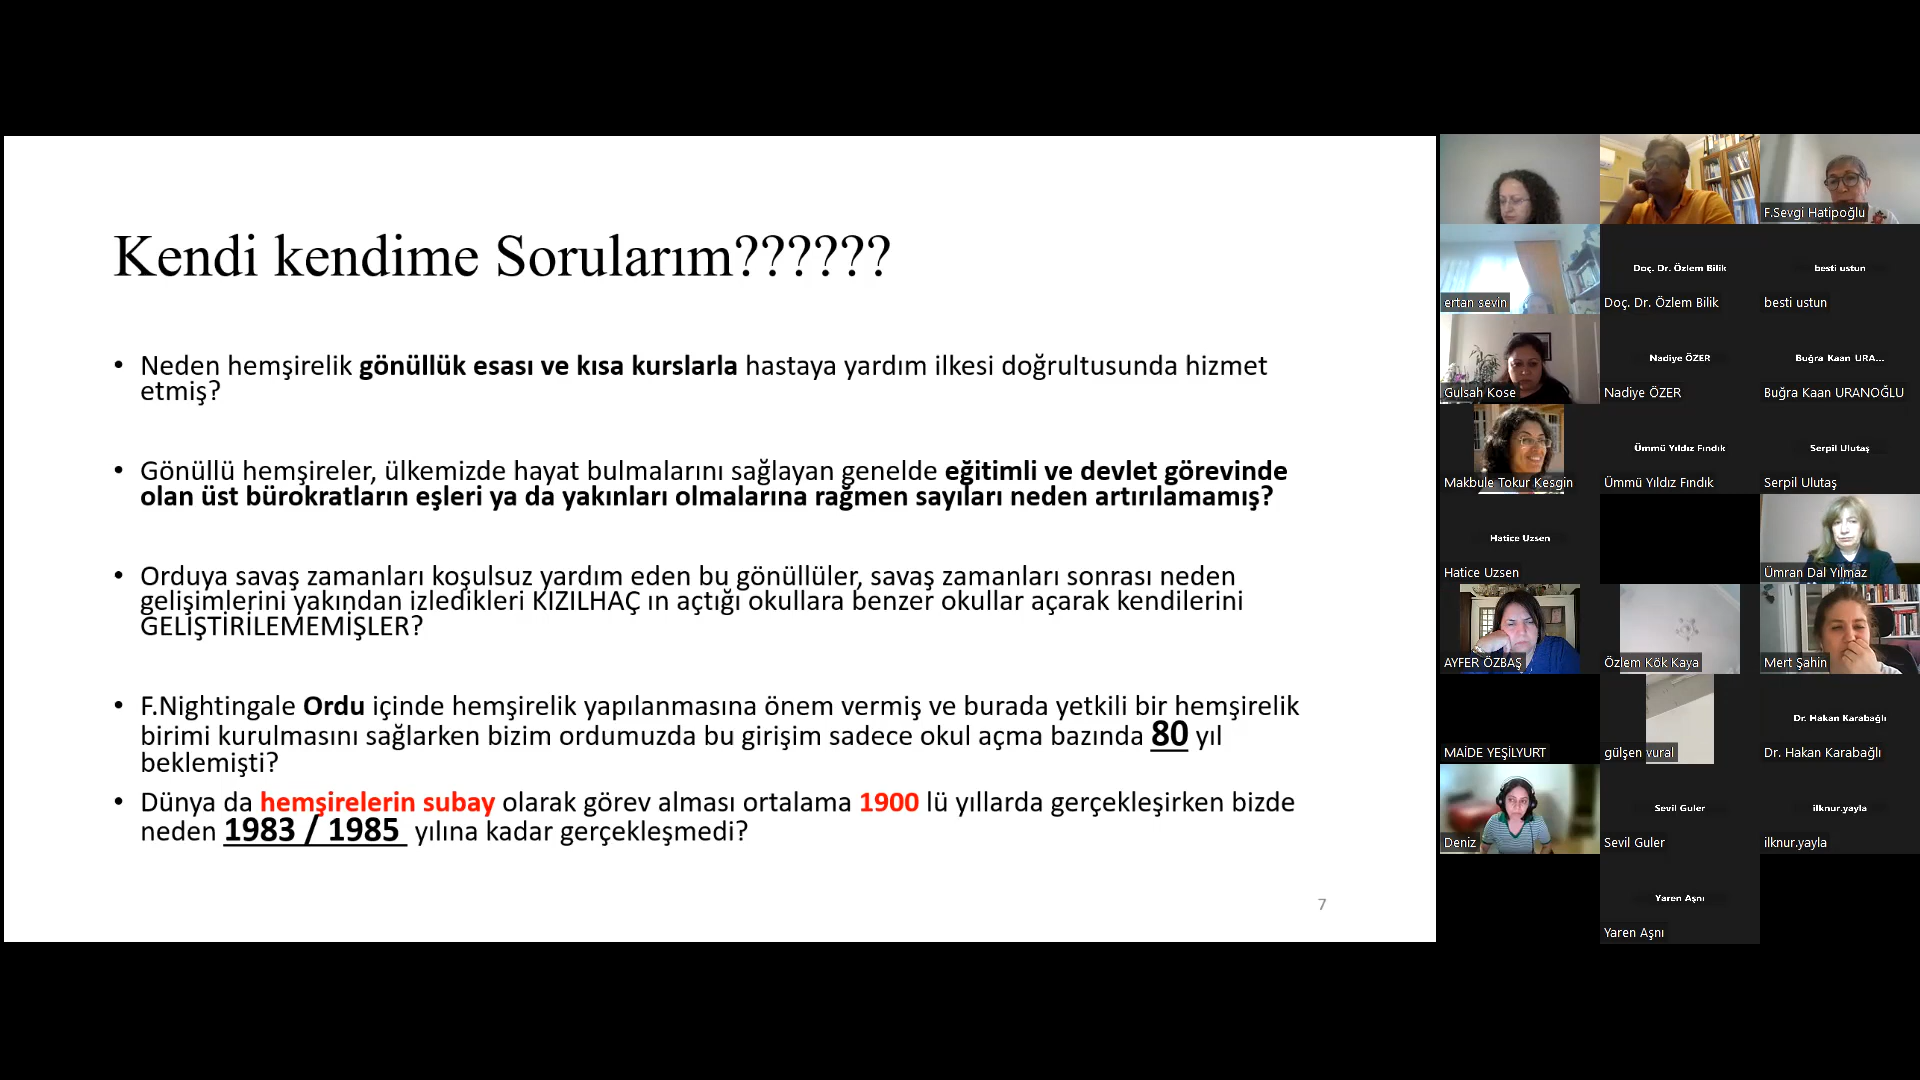 Kendi kendime Sorularım??????
• Neden hemşirelik gönüllük esası ve kısa kurslarla hastaya yardım ilkesi doğrultusunda hizmet
etmiş?
• Gönüllü hemşireler, ülkemizde hayat bulmalarını sağlayan genelde eğitimli ve devlet görevinde
olan üst bürokratların eşleri ya da yakınları olmalarına rağmen sayıları neden artırılamamış?
• Orduya savaş zamanları koşulsuz yardım eden bu gönüllüler, savaş zamanları sonrası neden
gelişimlerini yakından izledikleri KIZILHAÇ ın açtığı okullara benzer okullar açarak kendilerini
GELİŞTİRİLEMEMİŞLER?
• F.Nightingale Ordu içinde hemşirelik yapılanmasına önem vermiş ve burada yetkili bir hemşirelik
birimi kurulmasını sağlarken bizim ordumuzda bu girişim sadece okul açma bazında 80 yıl
beklemişti?
• Dünya da hemşirelerin subay olarak görev alması ortalama 1900 lü yıllarda gerçekleşirken bizde
neden 1983 / 1985 yılına kadar gerçekleşmedi?
7
F.Sevgi Hatipoğlu
ertan sevin
Doç. Dr. Özlem Bilik
Doç. Dr. Özlem Bilik
besti ustun
besti ustun
Gulsah Kose
Nadiye ÖZER
Nadiye ÖZER
Buğra Kaan URA...
Buğra Kaan URANOĞLU
Makbule Tokur Kesgin
Ümmü Yıldız Fındık
Ümmü Yıldız Fındık
Serpil Ulutaş
Serpil Ulutaş
Hatice Uzsen
Hatice Uzsen
Ümran Dal Yılmaz
AYFER ÖZBAŞ
Özlem Kök Kaya
Mert Şahin
MAİDE YEŞİLYURT
gülşen vural
Dr. Hakan Karabağlı
Dr. Hakan Karabağlı
Deniz
Sevil Guler
Sevil Guler
ilknur.yayla
ilknur.yayla
Yaren Aşnı
Yaren Aşnı